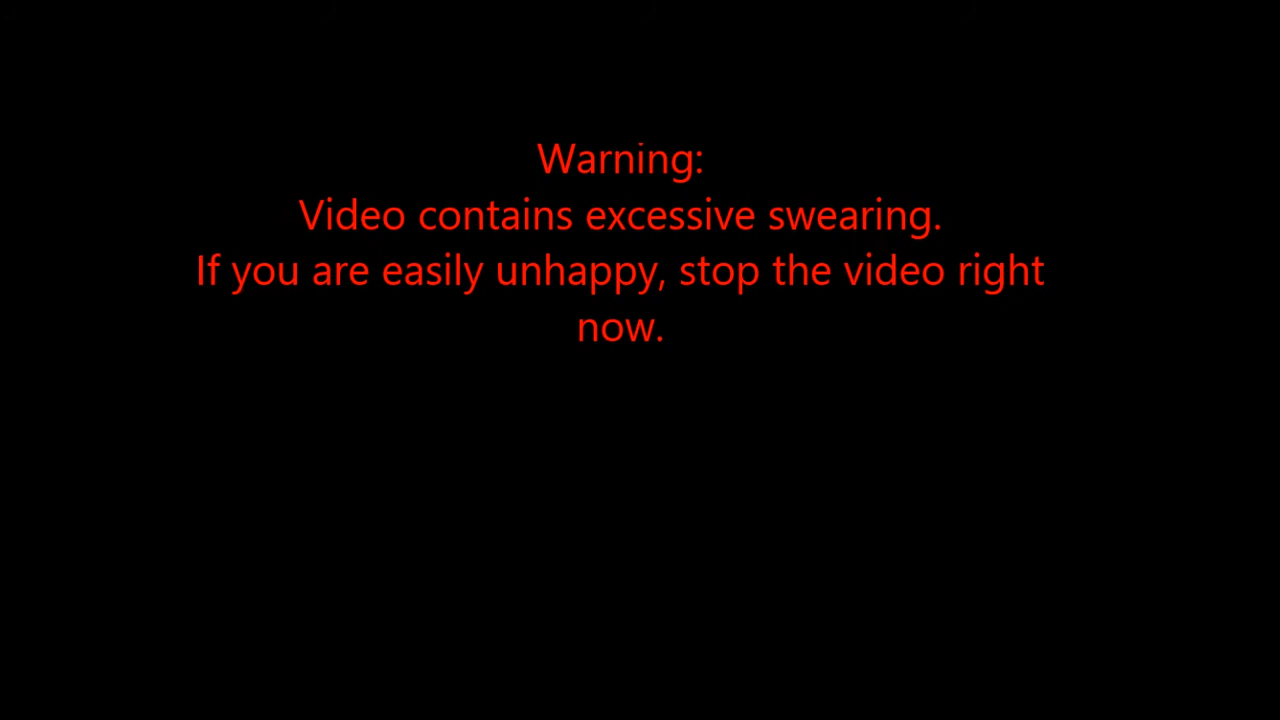 Warning:
Video contains excessive swearing.
If you are easily unhappy, stop the video right
now.